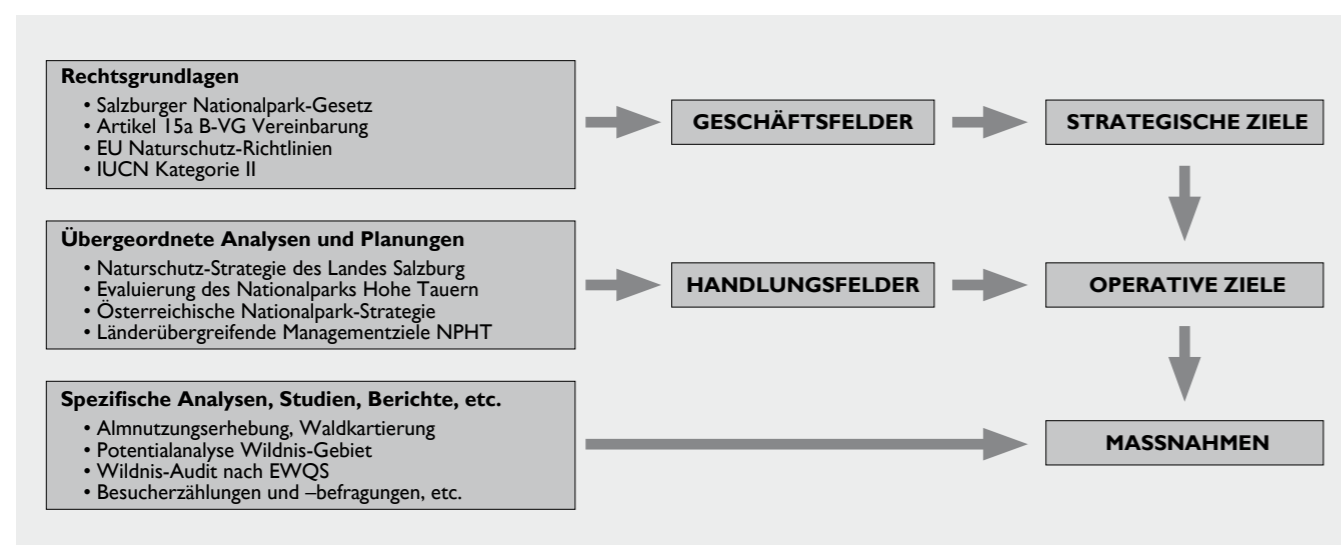 Rechtsgrundlagen
• Salzburger Nationalpark-Gesetz
• Artikel 15a B-VG Vereinbarung
• EU Naturschutz-Richtlinien
• IUCN Kategorie II
GESCHÄFTSFELDER
STRATEGISCHE ZIELE
Übergeordnete Analysen und Planungen
• Naturschutz-Strategie des Landes Salzburg
• Evaluierung des Nationalparks Hohe Tauern
• Österreichische Nationalpark-Strategie
• Länderübergreifende Managementziele NPHT
HANDLUNGSFELDER
OPERATIVE ZIELE
Spezifische Analysen, Studien, Berichte, etc.
• Almnutzungserhebung, Waldkartierung
• Potentialanalyse Wildnis-Gebiet
• Wildnis-Audit nach EWQS
• Besucherzählungen und –befragungen, etc.
MASSNAHMEN